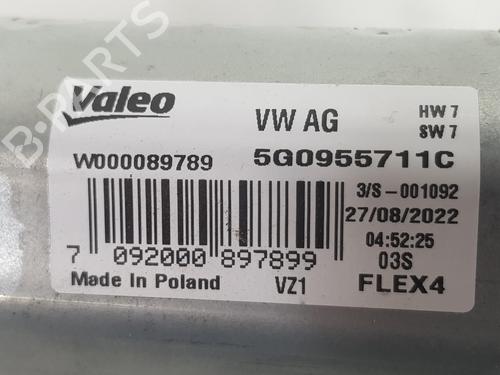 Valeo
VW AG
HW 7
SW 7
W000089789
5G0955711C
3/S-001092
27/08/2022
04:52:25
7 092000 897899
03S
Made In Poland
VZ1
FLEX4
B-PARTS